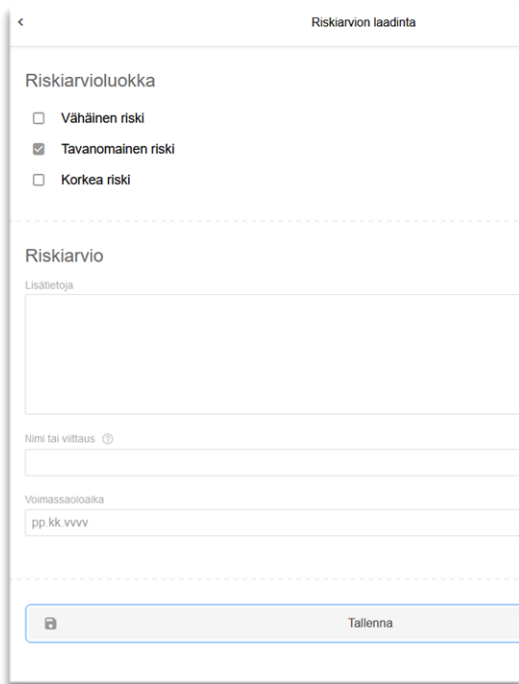 Riskiarvion laadinta
Riskiarvioluokka
Vähäinen riski
Tavanomainen riski
Korkea riski
Riskiarvio
Lisätietoja
Nimi tai viittaus
Voimassaoloaika
pp.kk.vvvv
Tallenna